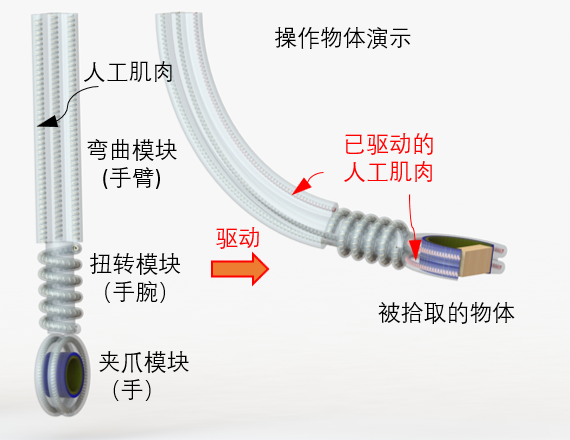 操作物体演示
人工肌肉
弯曲模块
(手臂)
已驱动的
人工肌肉
驱动
扭转模块
（手腕）
被拾取的物体
夹爪模块
（手）